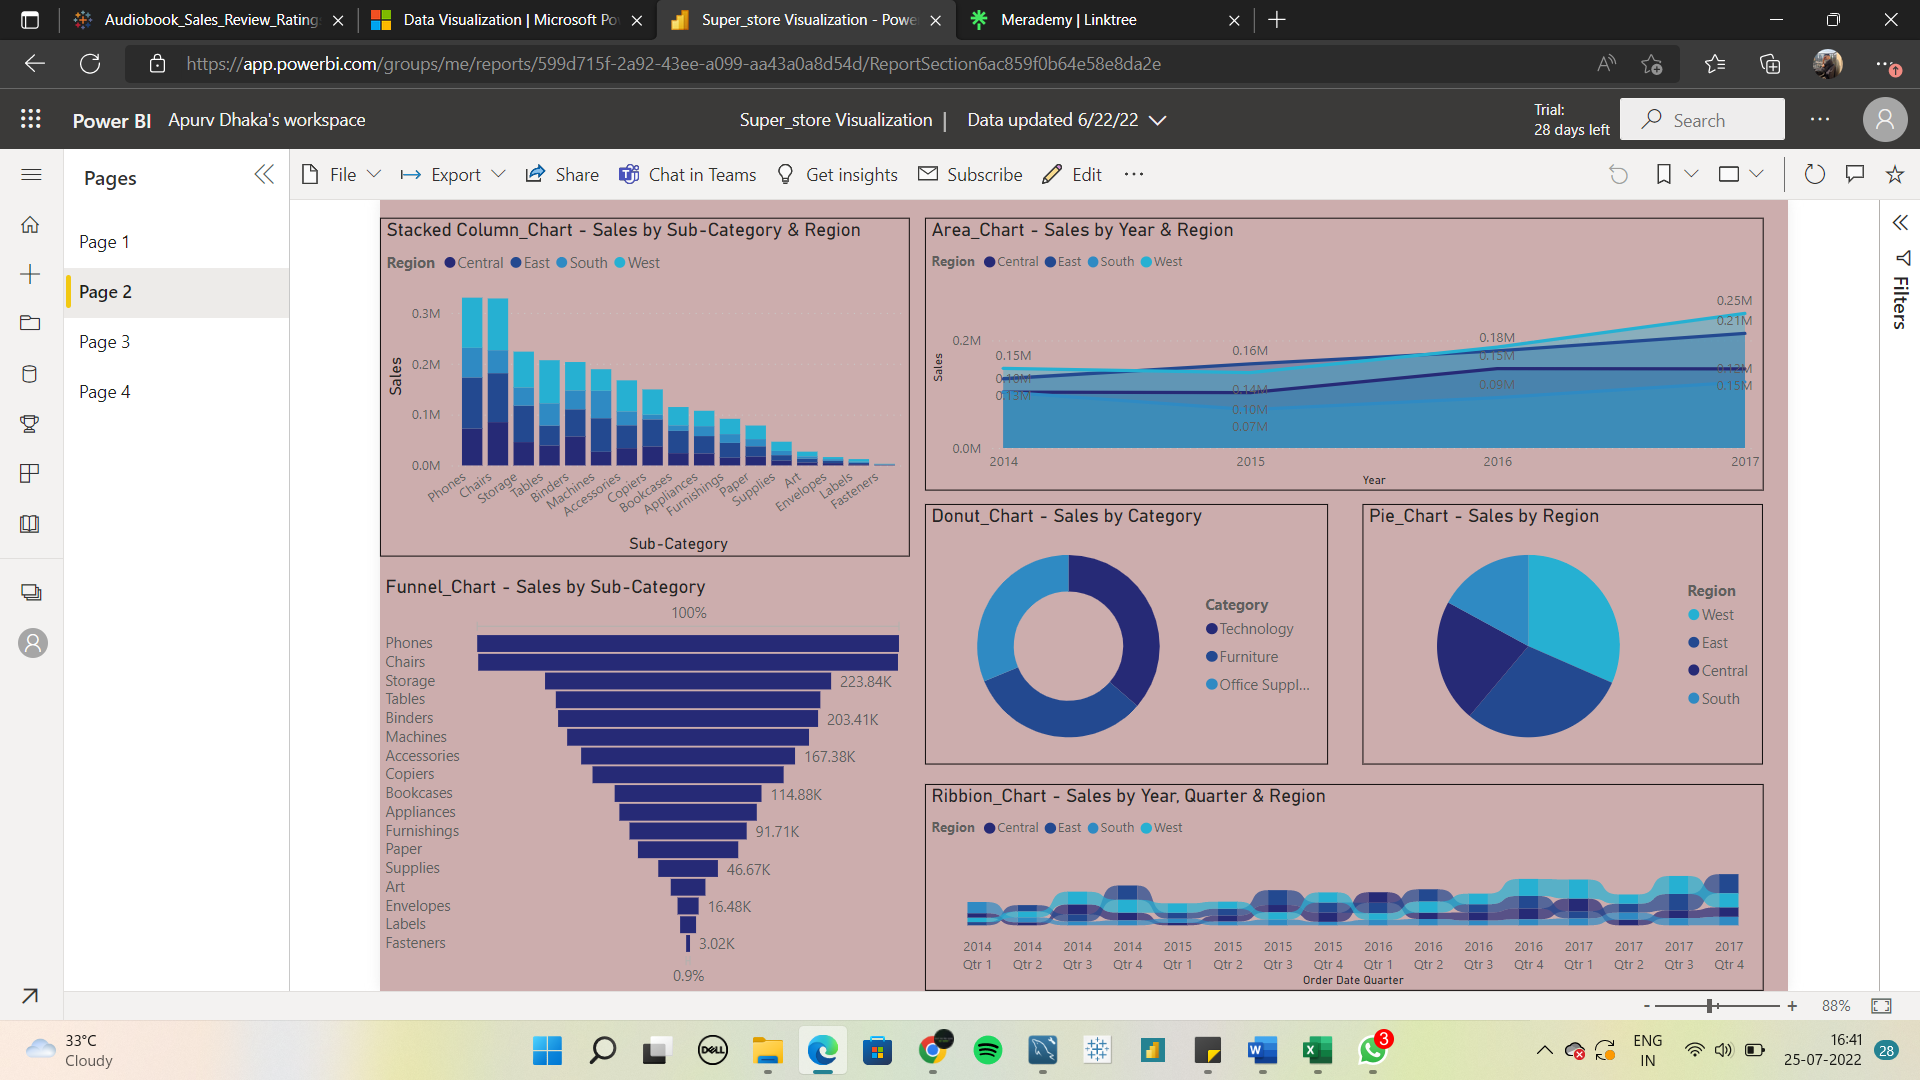 Audiobook_Sales_Review_Rating
Data Visualization | Microsoft Po
Super_store Visualization - Powe
Merademy | Linktree
https://app.powerbi.com/groups/me/reports/599d715f-2a92-43ee-a099-aa43a0a8d54d/ReportSection6ac859f0b64e58e8da2e
Power BI Apurv Dhaka's workspace
Super_store Visualization | Data updated 6/22/22
Trial:
28 days left
Search
Pages
File Export Share Chat in Teams Get insights Subscribe Edit
Page 1
Page 2
Page 3
Page 4
Filters
Stacked Column_Chart - Sales by Sub-Category & Region
Region Central East South West
Sales
0.3M
0.2M
0.1M
0.0M
Phones
Chairs
Storage
Tables
Binders
Machines
Accessories
Copiers
Bookcases
Appliances
Furnishings
Paper
Supplies
Art
Envelopes
Labels
Fasteners
Sub-Category
Area_Chart - Sales by Year & Region
Region Central East South West
Sales
0.2M
0.0M
0.15M
0.10M
0.13M
0.16M
0.14M
0.10M
0.07M
0.18M
0.15M
0.09M
0.25M
0.21M
0.12M
0.15M
2014 2015 2016 2017
Year
Funnel_Chart - Sales by Sub-Category
100%
Phones
Chairs
Storage 223.84K
Tables
Binders 203.41K
Machines
Accessories 167.38K
Copiers
Bookcases 114.88K
Appliances
Furnishings 91.71K
Paper
Supplies 46.67K
Art
Envelopes 16.48K
Labels
Fasteners 3.02K
0.9%
Donut_Chart - Sales by Category
Category
Technology
Furniture
Office Suppl...
Pie_Chart - Sales by Region
Region
West
East
Central
South
Ribbion_Chart - Sales by Year, Quarter & Region
Region Central East South West
2014 2014 2014 2014 2015 2015 2015 2015 2016 2016 2016 2016 2017 2017 2017 2017
Qtr 1 Qtr 2 Qtr 3 Qtr 4 Qtr 1 Qtr 2 Qtr 3 Qtr 4 Qtr 1 Qtr 2 Qtr 3 Qtr 4 Qtr 1 Qtr 2 Qtr 3 Qtr 4
Order Date Quarter
- + 88%
33°C
Cloudy
DELL
3
ENG
IN
16:41
25-07-2022
28